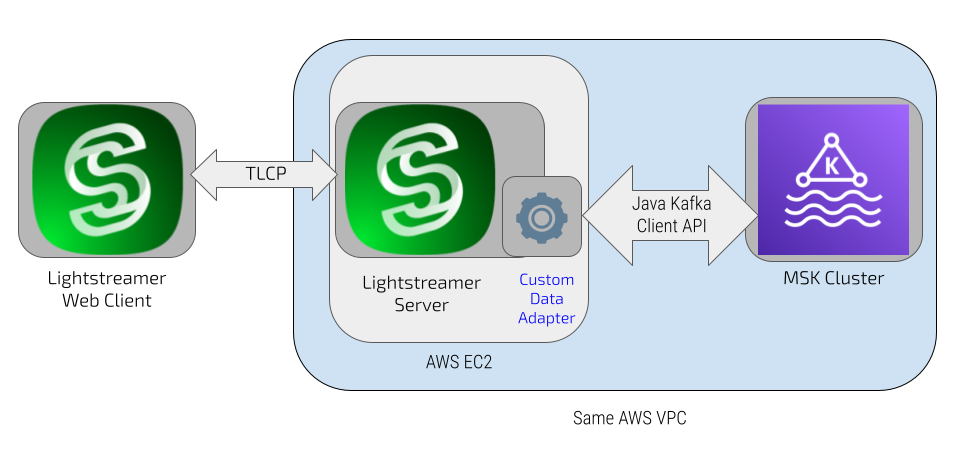 TLCP
Java Kafka
Client API
K
Lightstreamer
Web Client
Lightstreamer
Server
Custom
Data
Adapter
MSK Cluster
AWS EC2
Same AWS VPC